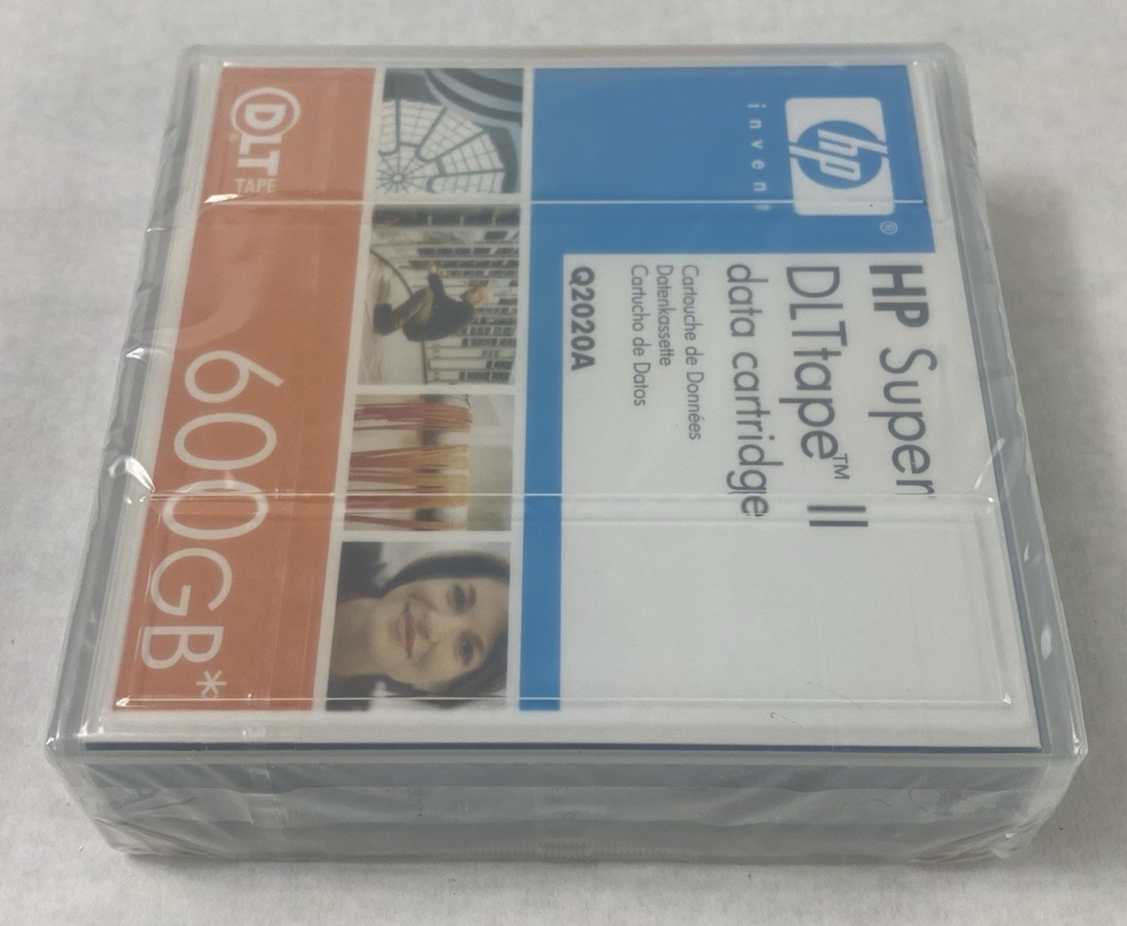 hp
®
invent
HP Super
DLTtape™ II
data cartridge
Cartouche de Données
Datenkassette
Cartucho de Datos
Q2020A
DLT
TAPE
600GB*